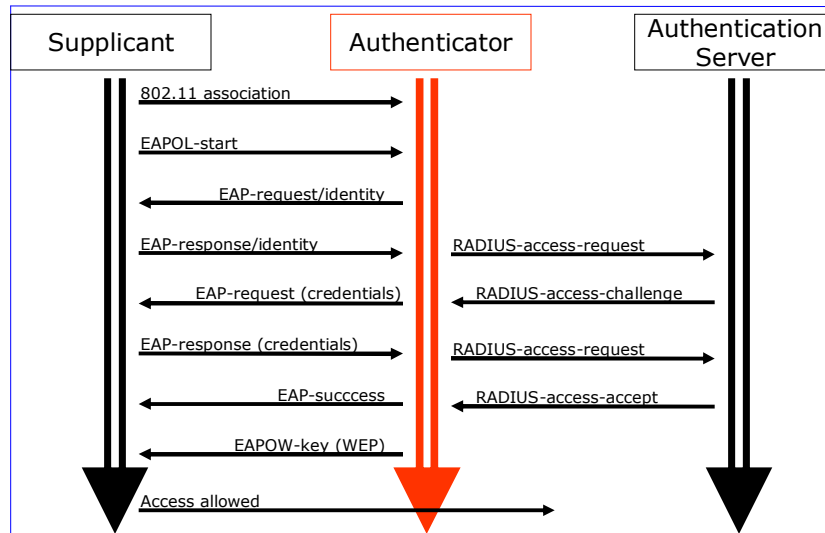 Supplicant
Authenticator
Authentication
Server
802.11 association
EAPOL-start
EAP-request/identity
EAP-response/identity
RADIUS-access-request
EAP-request (credentials)
RADIUS-access-challenge
EAP-response (credentials)
RADIUS-access-request
EAP-succcess
RADIUS-access-accept
EAPOW-key (WEP)
Access allowed